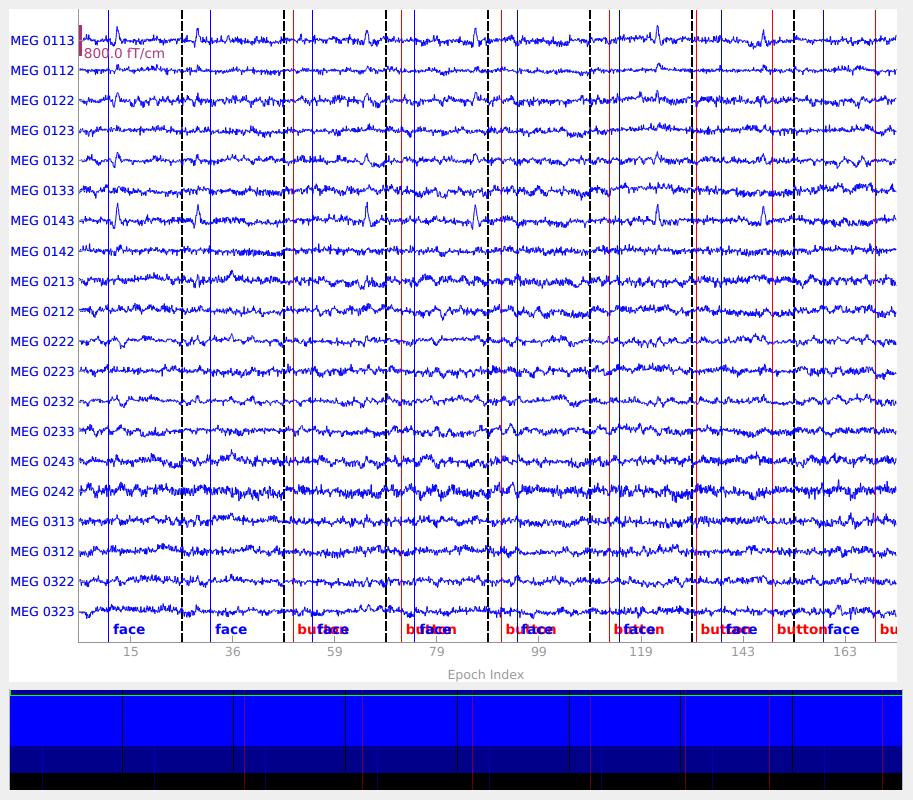 MEG 0113
800.0 fT/cm
MEG 0112
MEG 0122
MEG 0123
MEG 0132
MEG 0133
MEG 0143
MEG 0142
MEG 0213
MEG 0212
MEG 0222
MEG 0223
MEG 0232
MEG 0233
MEG 0243
MEG 0242
MEG 0313
MEG 0312
MEG 0322
MEG 0323
face face button face button face button face button face button face button face bu
15 36 59 79 99 119 143 163
Epoch Index